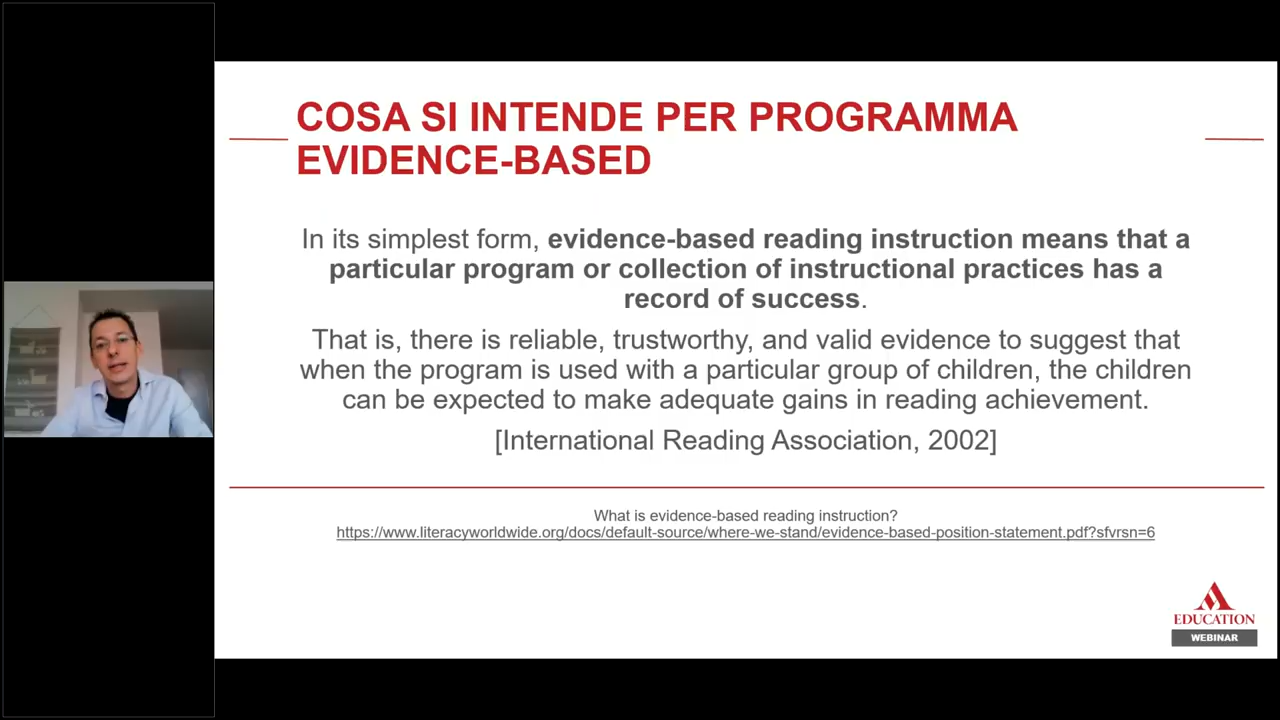 COSA SI INTENDE PER PROGRAMMA
EVIDENCE-BASED
In its simplest form, evidence-based reading instruction means that a
particular program or collection of instructional practices has a
record of success.
That is, there is reliable, trustworthy, and valid evidence to suggest that
when the program is used with a particular group of children, the children
can be expected to make adequate gains in reading achievement.
[International Reading Association, 2002]
What is evidence-based reading instruction?
https://www.literacyworldwide.org/docs/default-source/where-we-stand/evidence-based-position-statement.pdf?sfvrsn=6
EDUCATION
WEBINAR